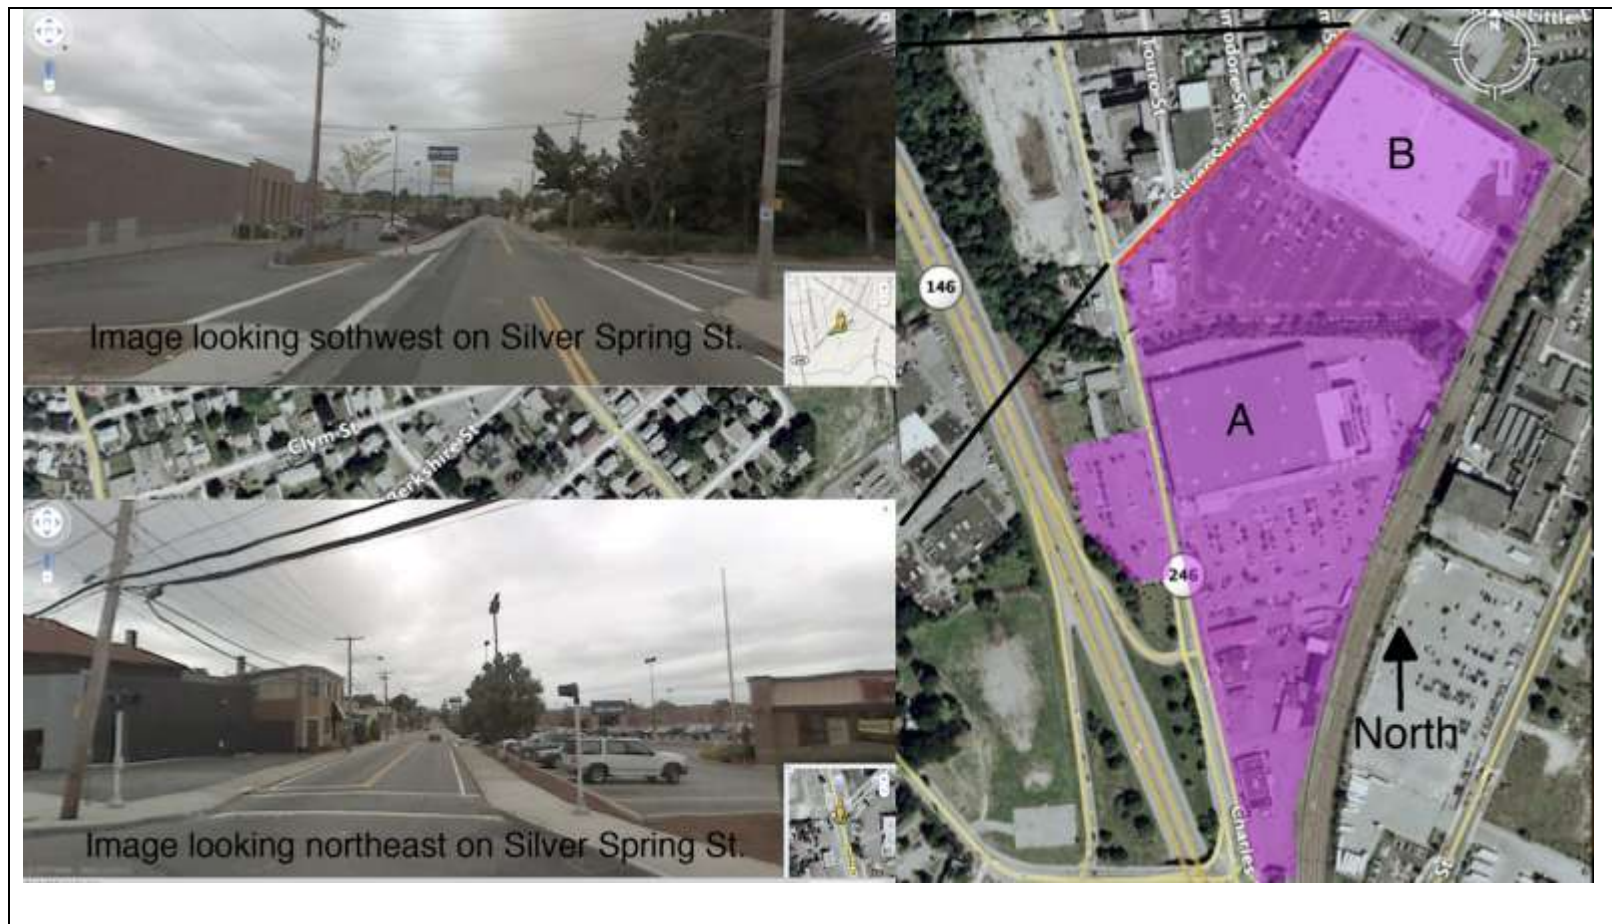 Image looking sothwest on Silver Spring St.
Clym St
Berkshire St
Image looking northeast on Silver Spring St.
Touro St
Silver Spring S
B
146
A
246
North
Charles
St